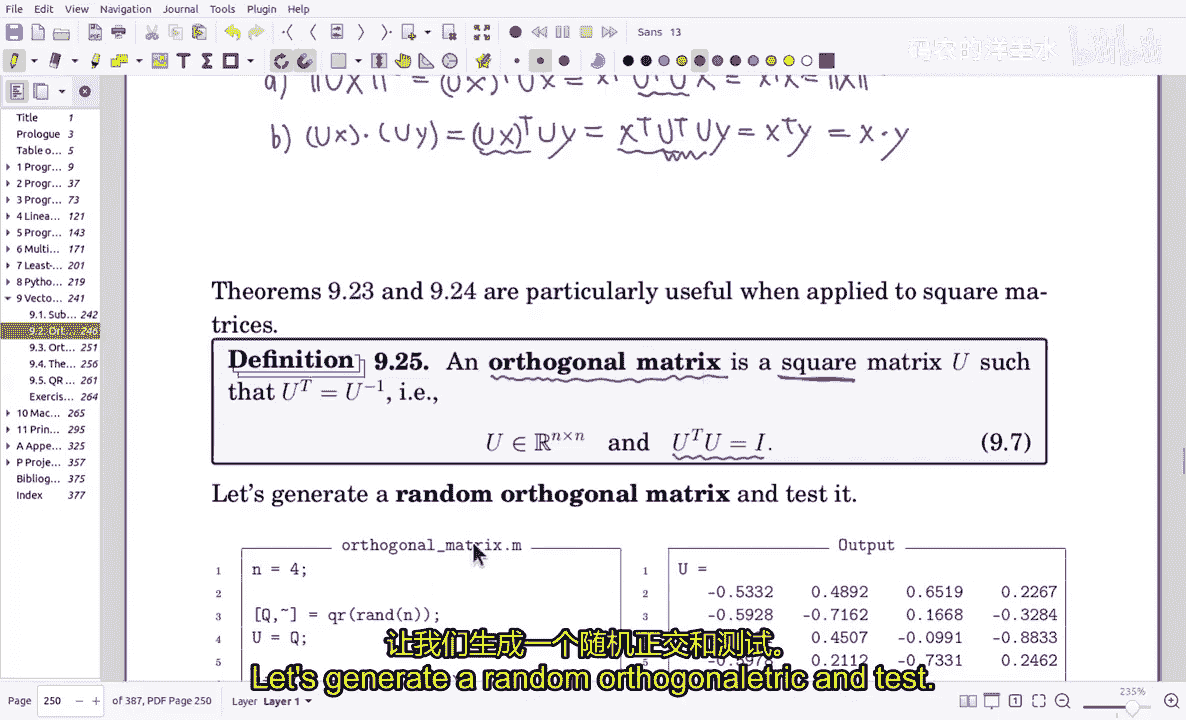 File Edit View Navigation Journal Tools Plugin Help
Sans 13
Title 1
Prologue 3
Table o... 5
1 Progr... 9
2 Progr... 37
3 Progr... 73
4 Linea... 121
5 Progr... 143
6 Multi... 171
7 Least-... 201
8 Pytho... 219
9 Vecto... 241
9.1. Sub... 242
9.2. Or... 246
9.3. Ort... 251
9.4. The... 256
9.5. QR ... 261
Exercis... 264
10 Mac... 265
11 Prin... 295
A Appe... 325
P Proje... 357
Bibliog... 375
Index 377
b) (Ux)·(Uy) = (Ux)ᵀUy = xᵀUᵀUy = xᵀy = x·y
Theorems 9.23 and 9.24 are particularly useful when applied to square ma-
trices.
Definition 9.25. An orthogonal matrix is a square matrix U such
that Uᵀ = U⁻¹, i.e.,
U ∈ ℝⁿˣⁿ and UᵀU = I. (9.7)
Let's generate a random orthogonal matrix and test it.
orthogonal_matrix.m
1 n = 4;
2
3 [Q,~] = qr(rand(n));
4 U = Q;
5
Output
1 U =
2 -0.5332 0.4892 0.6519 0.2267
3 -0.5928 -0.7162 0.1668 -0.3284
4 0.4507 -0.0991 -0.8833
5 -0.5978 0.2112 -0.7331 0.2462
让我们生成一个随机正交和测试。
Let's generate a random orthogonaletric and test.
Page 250 of 387, PDF Page 250 Layer Layer 1
235%